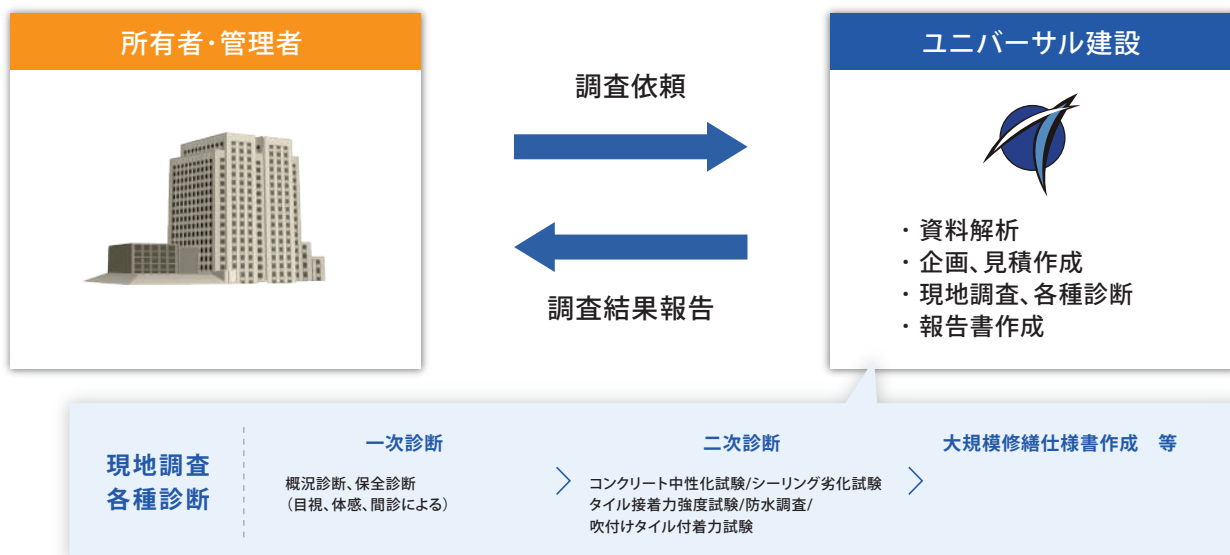 所有者・管理者
調査依頼
調査結果報告
ユニバーサル建設
・資料解析
・企画、見積作成
・現地調査、各種診断
・報告書作成
現地調査
各種診断
一次診断
概況診断、保全診断
（目視、体感、間診による）
二次診断
コンクリート中性化試験/シーリング劣化試験
タイル接着力強度試験/防水調査/
吹付けタイル付着力試験
大規模修繕仕様書作成　等